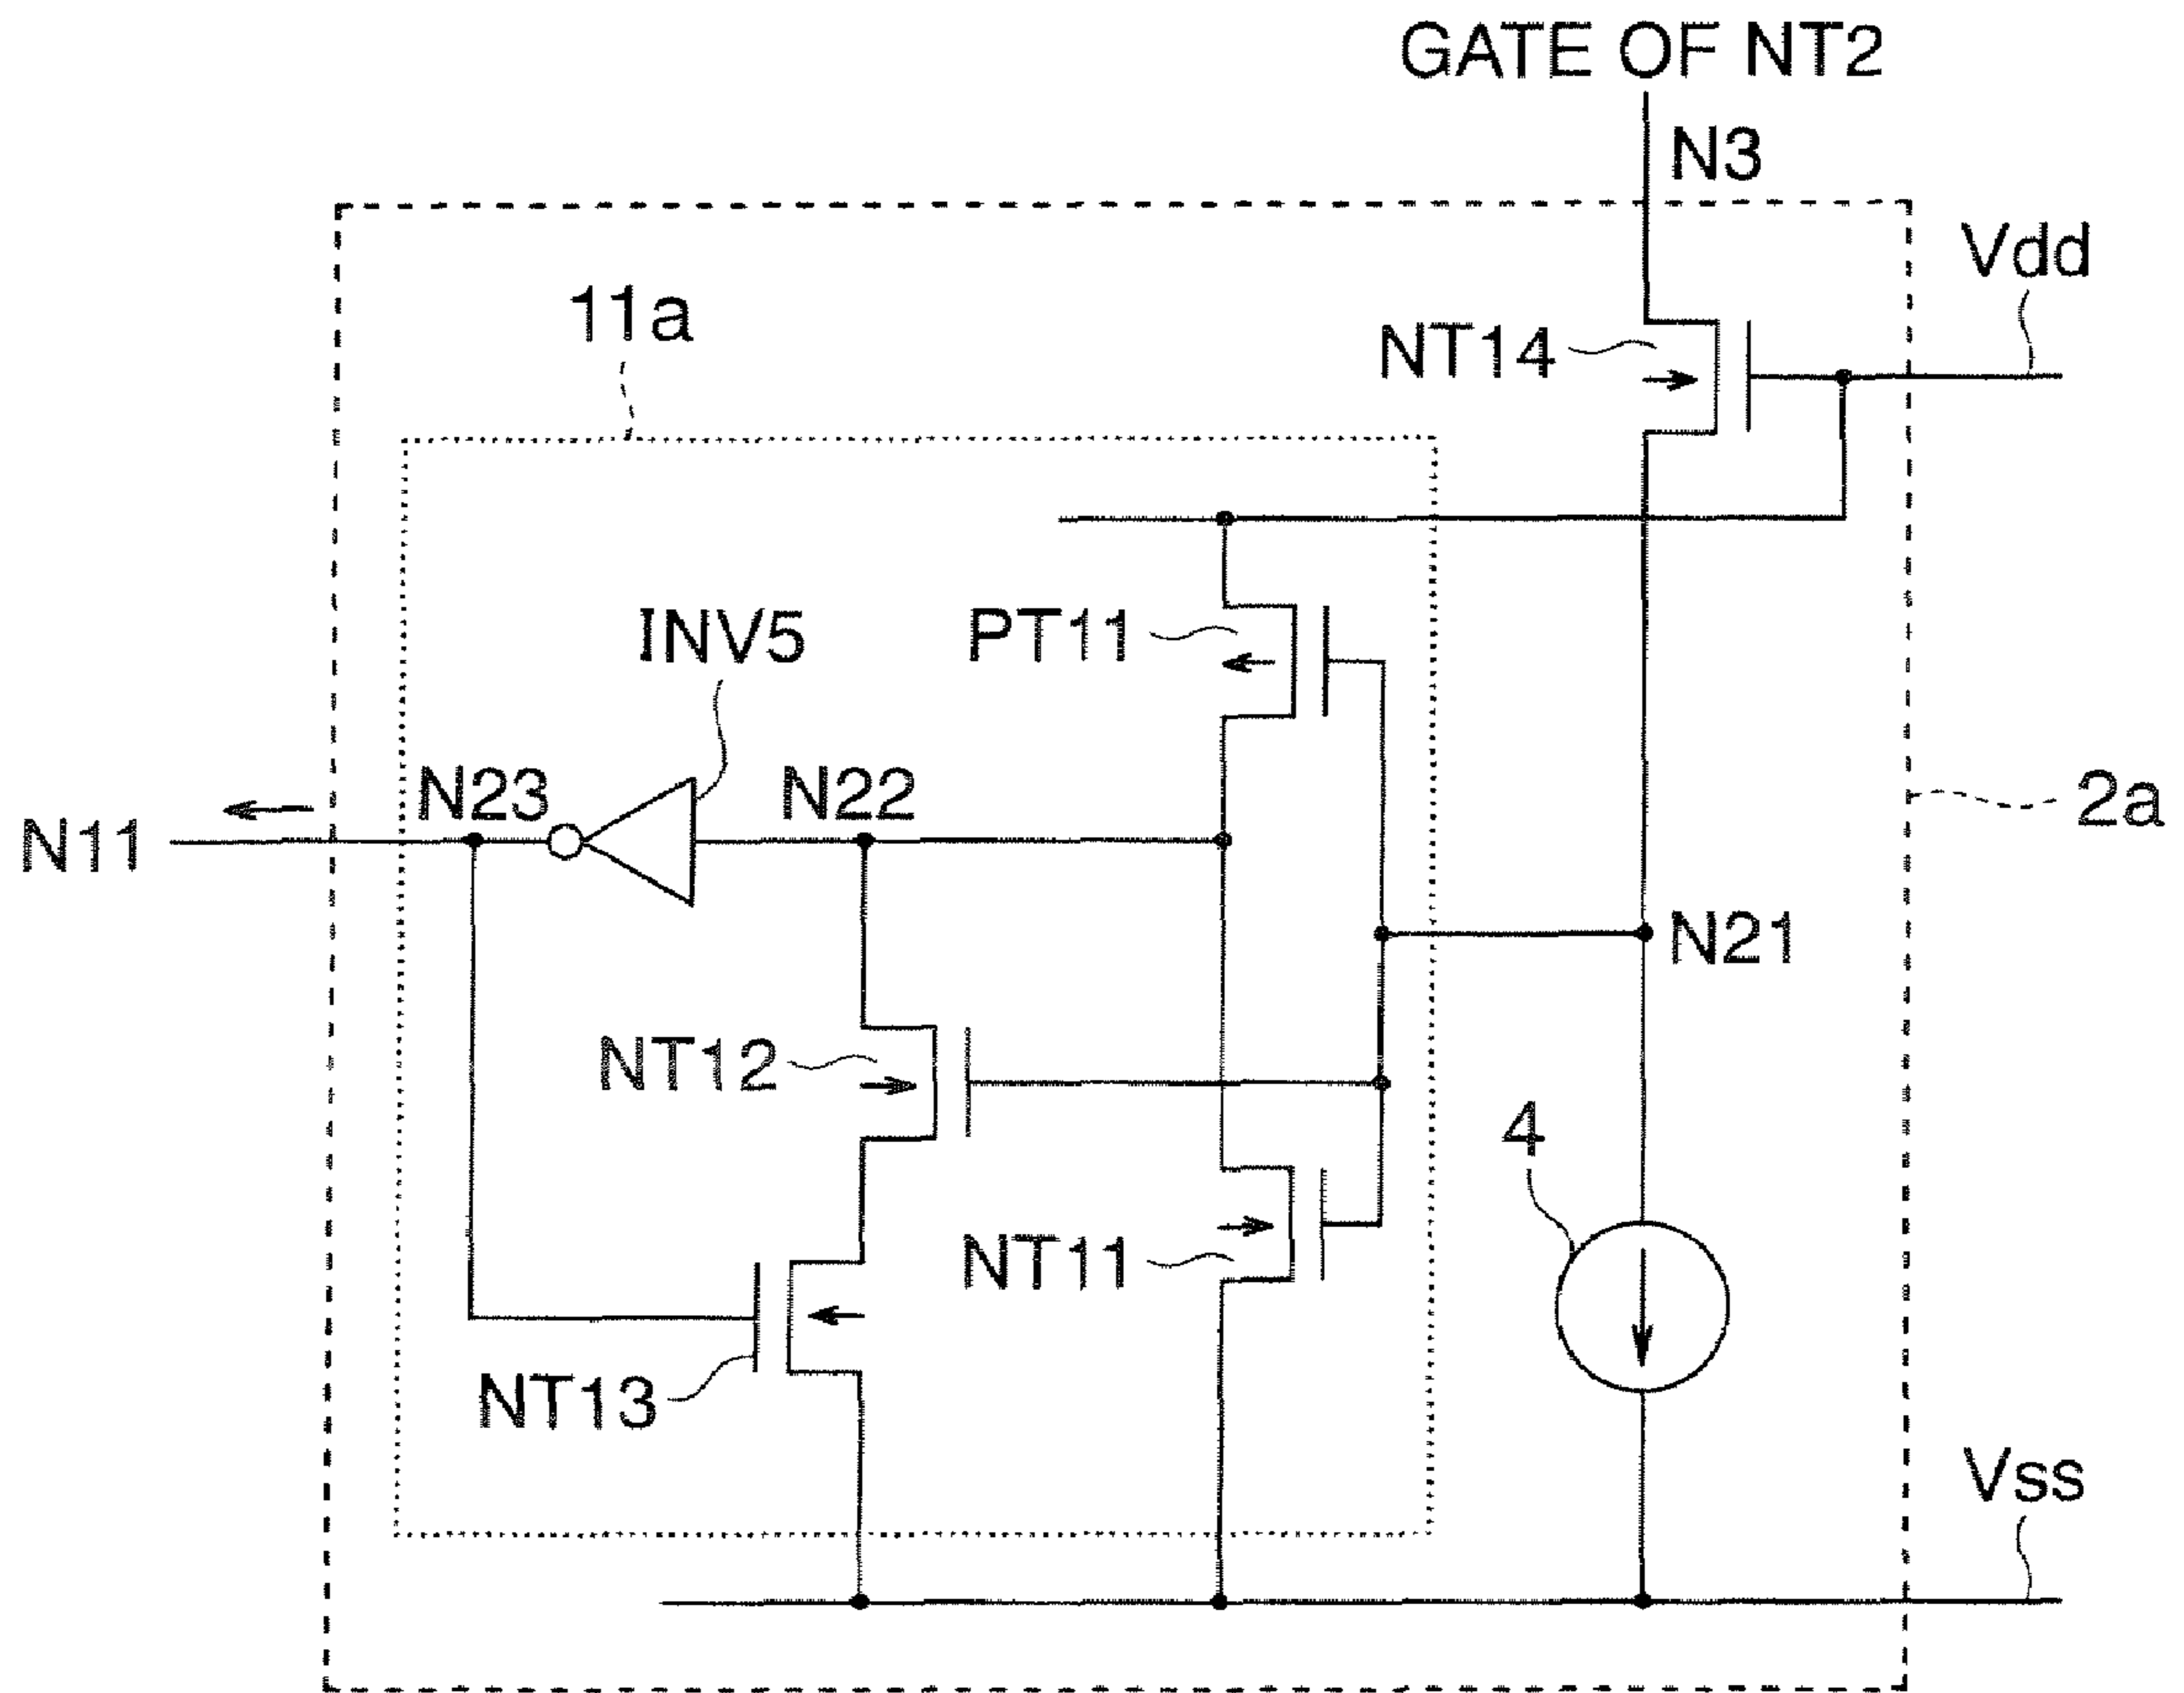 GATE OF NT2
N3
Vdd
11a
NT14
INV5
PT11
N23
N22
2a
N11
N21
NT12
4
NT11
NT13
Vss